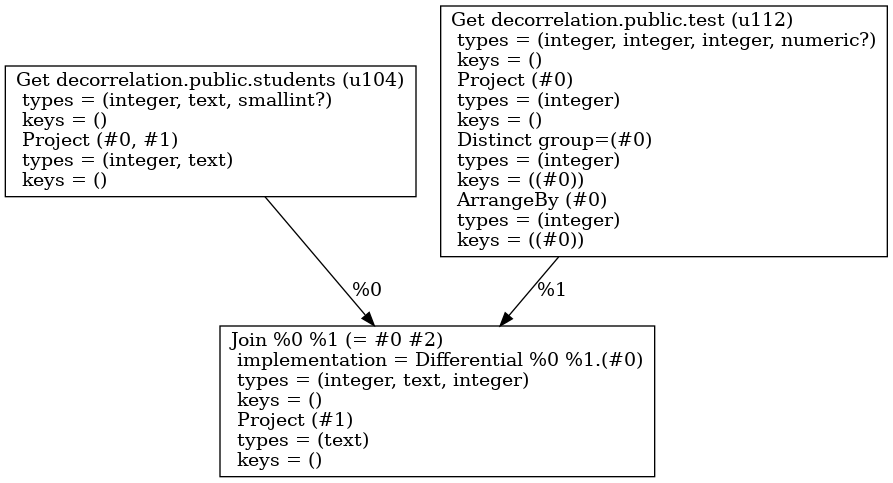 Get decorrelation.public.students (u104)
types = (integer, text, smallint?)
keys = ()
Project (#0, #1)
types = (integer, text)
keys = ()
Get decorrelation.public.test (u112)
types = (integer, integer, integer, numeric?)
keys = ()
Project (#0)
types = (integer)
keys = ()
Distinct group=(#0)
types = (integer)
keys = ((#0))
ArrangeBy (#0)
types = (integer)
keys = ((#0))
%0
%1
Join %0 %1 (= #0 #2)
implementation = Differential %0 %1.(#0)
types = (integer, text, integer)
keys = ()
Project (#1)
types = (text)
keys = ()